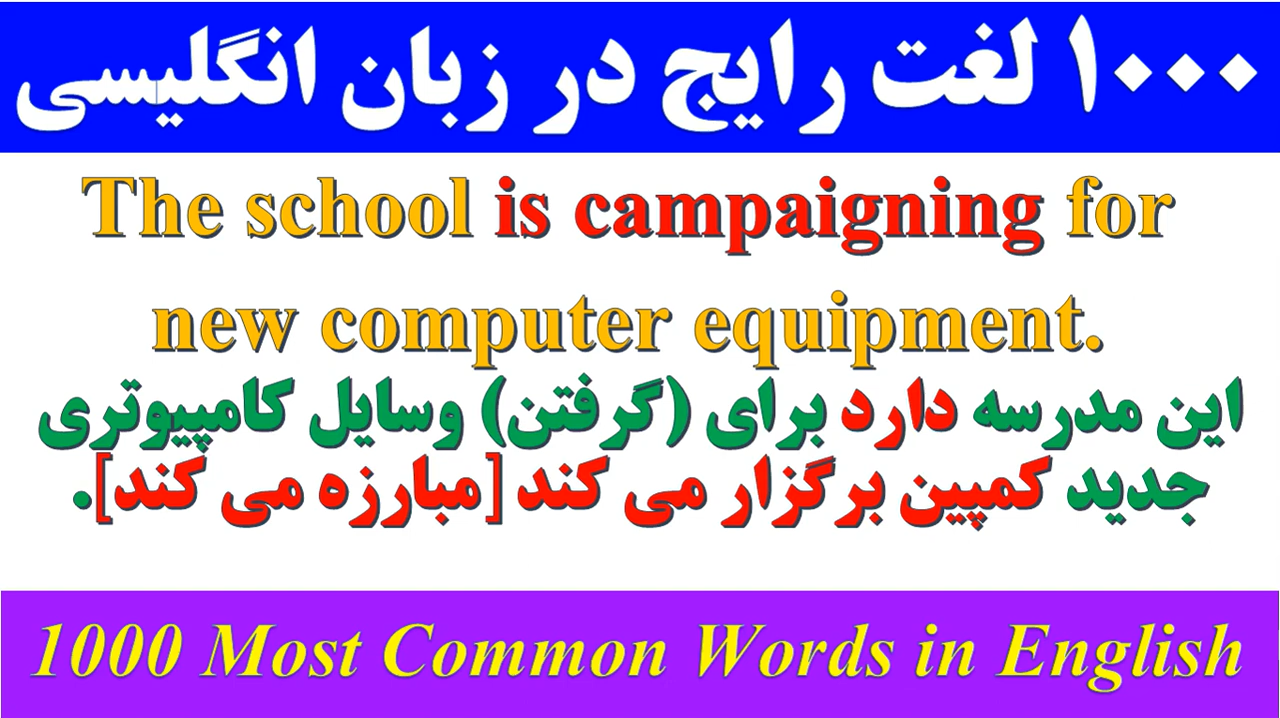 ۱۰۰۰ لغت رایج در زبان انگلیسی
The school is campaigning for
new computer equipment.
این مدرسه دارد برای (گرفتن) وسایل کامپیوتری
جدید کمپین برگزار می کند [مبارزه می کند].
1000 Most Common Words in English